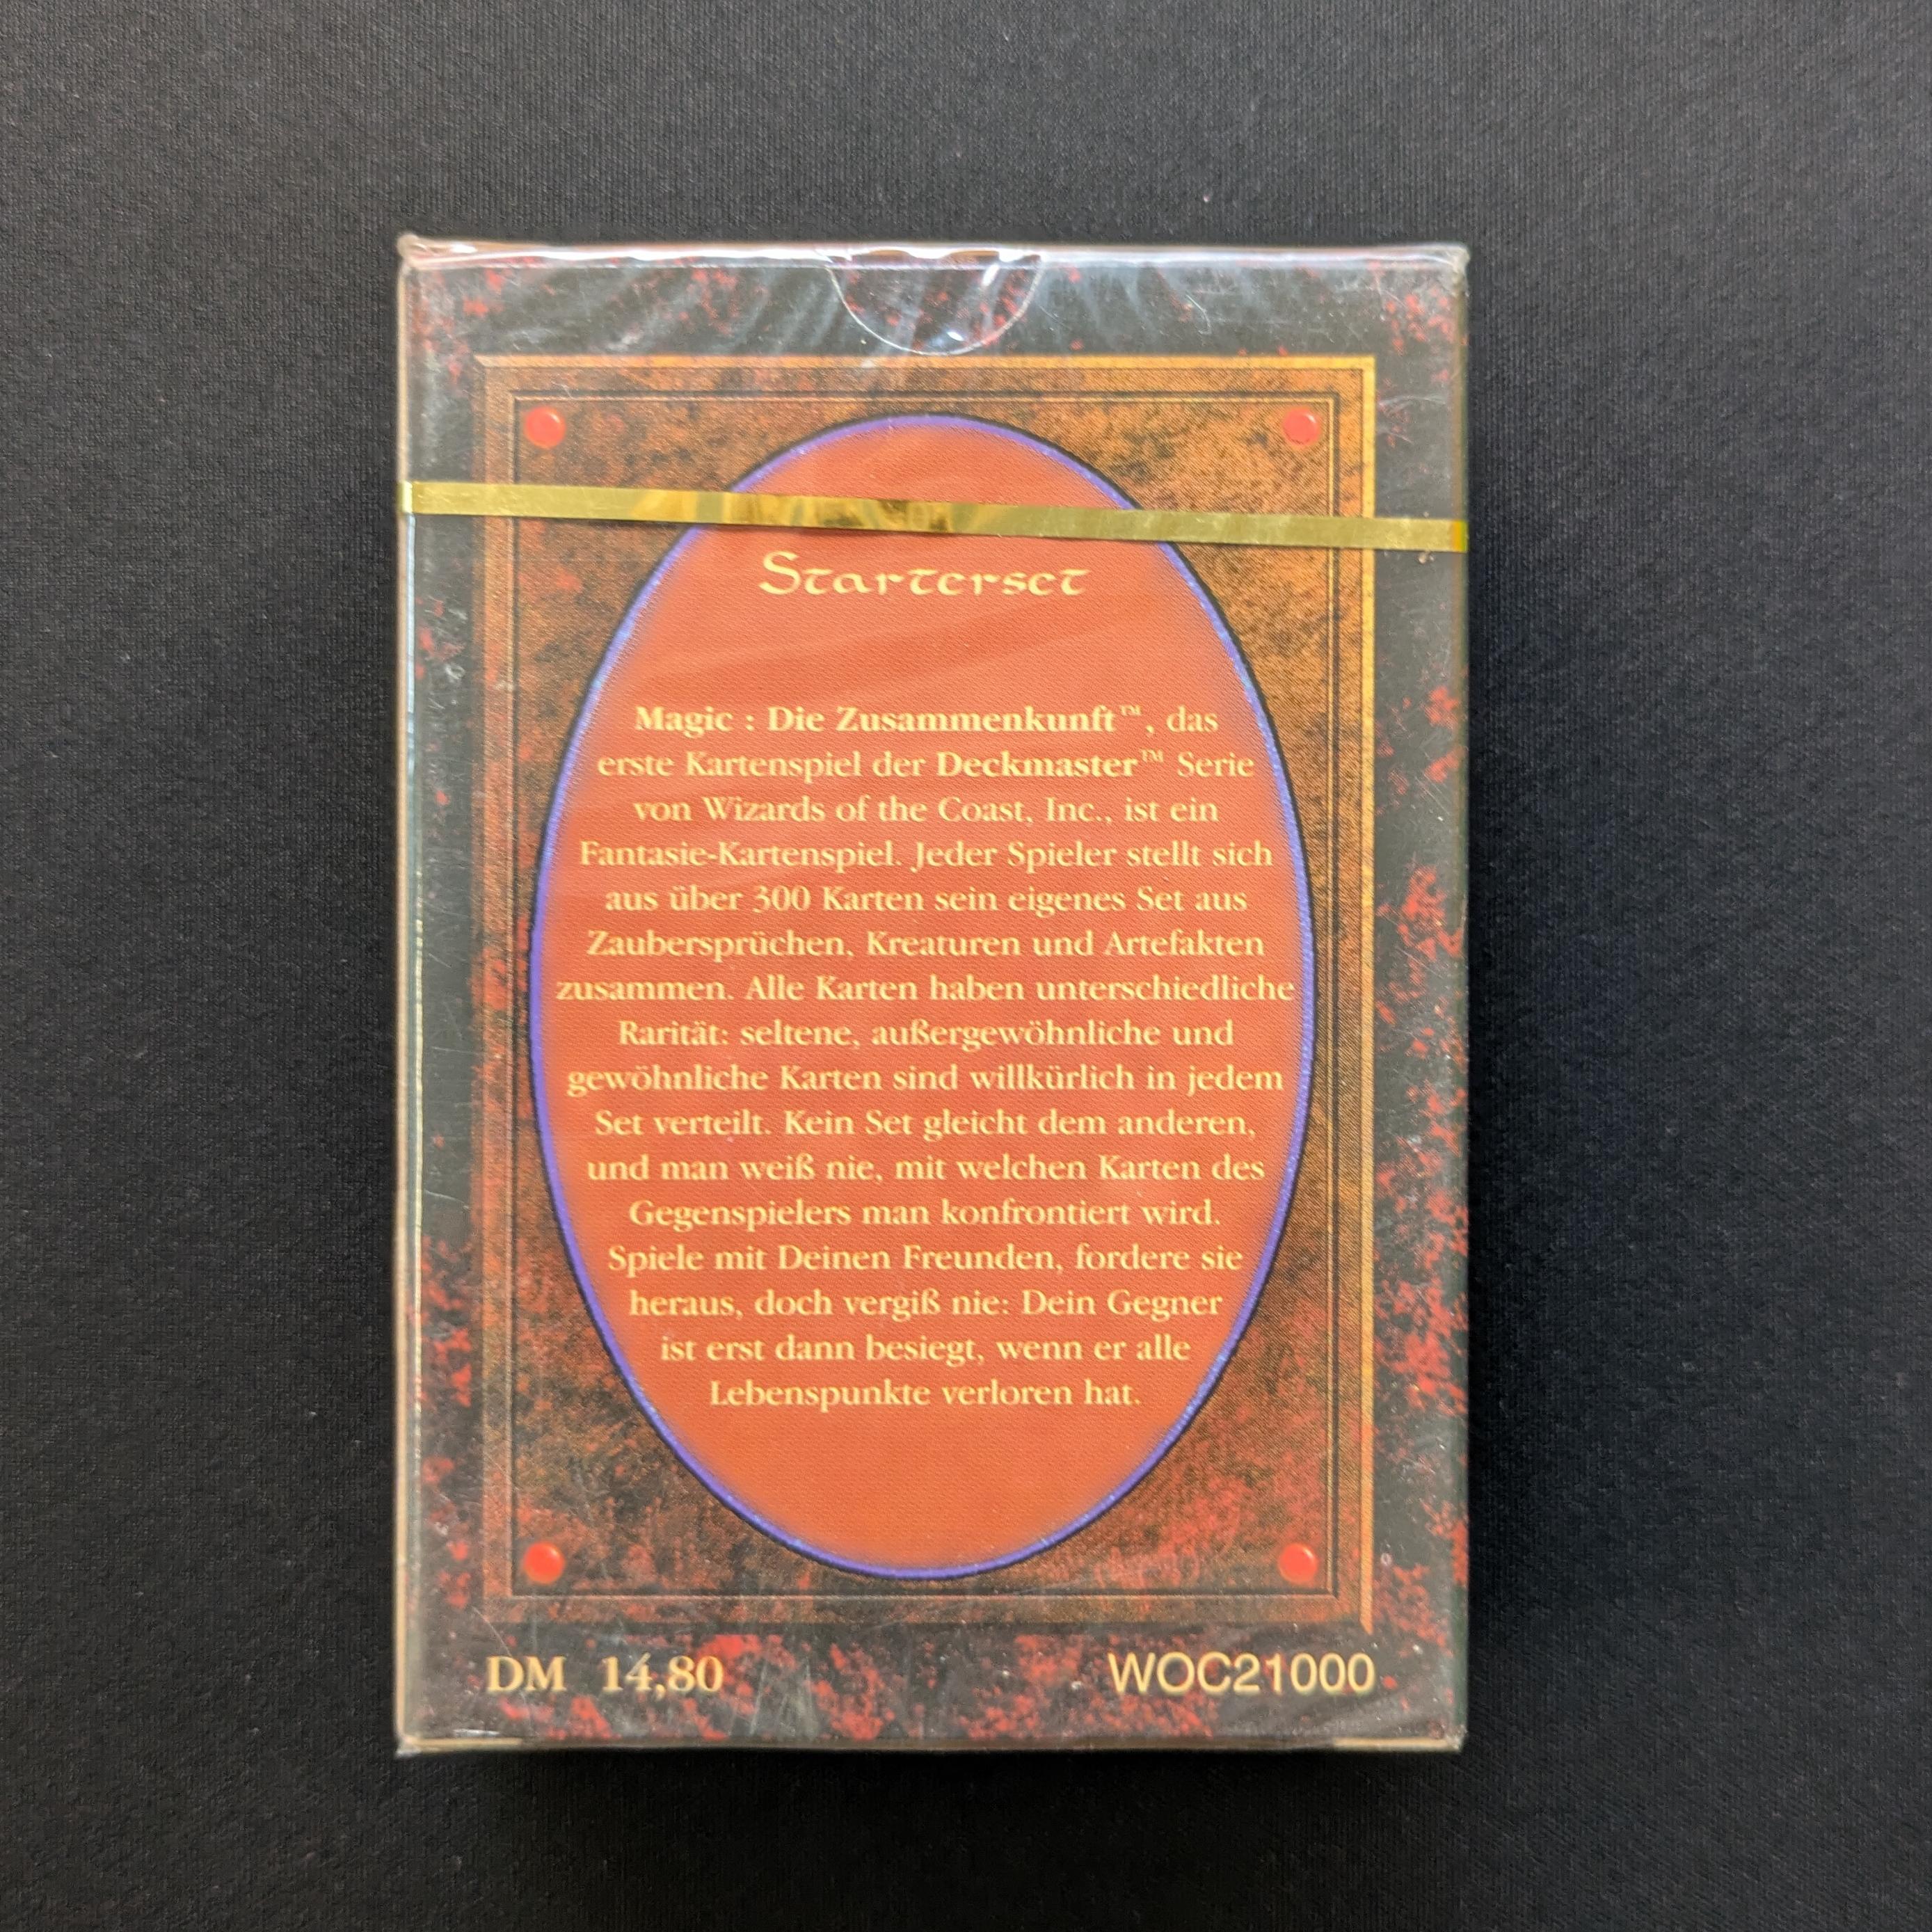 Starterset
Magic : Die Zusammenkunft™, das
erste Kartenspiel der Deckmaster™ Serie
von Wizards of the Coast, Inc., ist ein
Fantasie-Kartenspiel. Jeder Spieler stellt sich
aus über 300 Karten sein eigenes Set aus
Zaubersprüchen, Kreaturen und Artefakten
zusammen. Alle Karten haben unterschiedliche
Rarität: seltene, außergewöhnliche und
gewöhnliche Karten sind willkürlich in jedem
Set verteilt. Kein Set gleicht dem anderen,
und man weiß nie, mit welchen Karten des
Gegenspielers man konfrontiert wird.
Spiele mit Deinen Freunden, fordere sie
heraus, doch vergiß nie: Dein Gegner
ist erst dann besiegt, wenn er alle
Lebenspunkte verloren hat.
DM 14,80
WOC21000